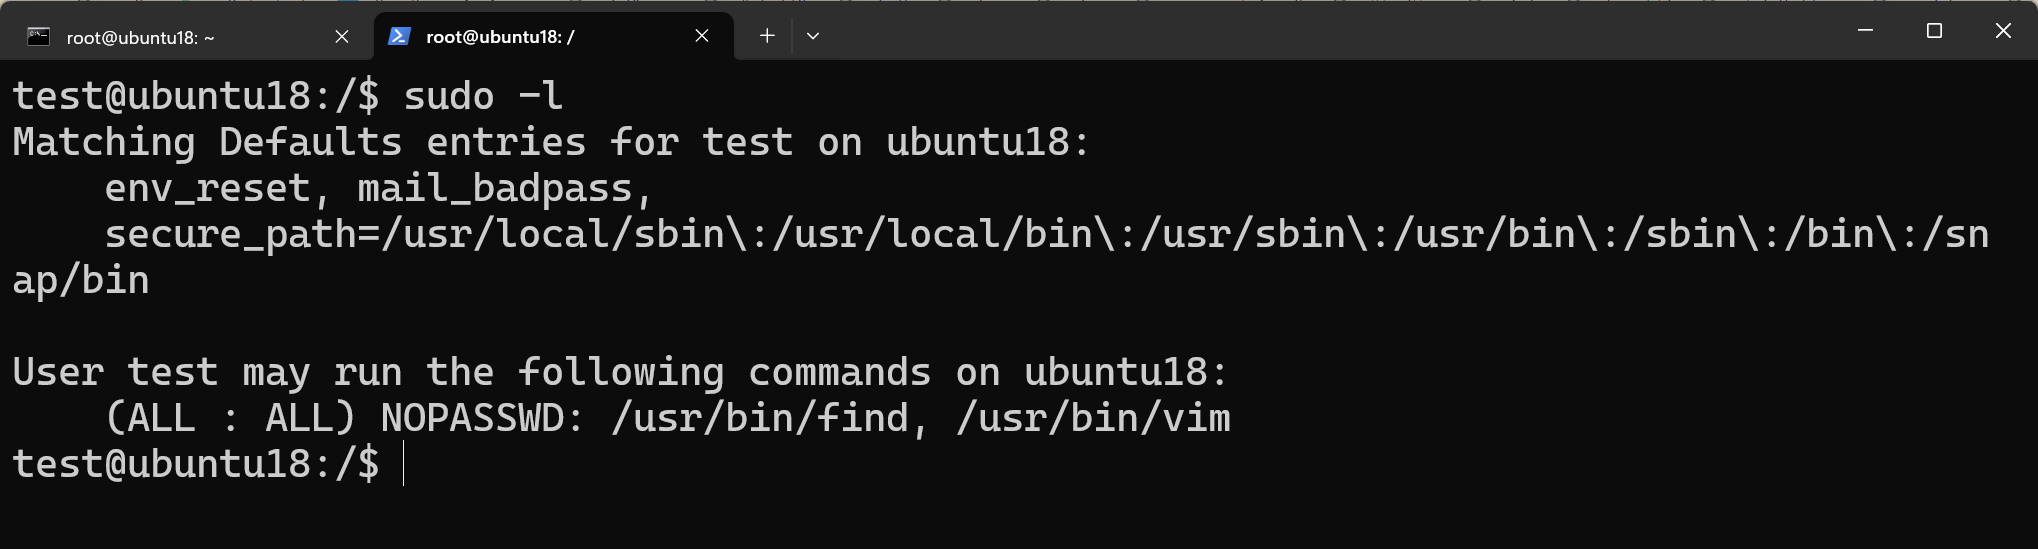 root@ubuntu18: ~
root@ubuntu18: /
test@ubuntu18:/$ sudo -l
Matching Defaults entries for test on ubuntu18:
    env_reset, mail_badpass,
    secure_path=/usr/local/sbin\:/usr/local/bin\:/usr/sbin\:/usr/bin\:/sbin\:/bin\:/sn
ap/bin

User test may run the following commands on ubuntu18:
    (ALL : ALL) NOPASSWD: /usr/bin/find, /usr/bin/vim
test@ubuntu18:/$